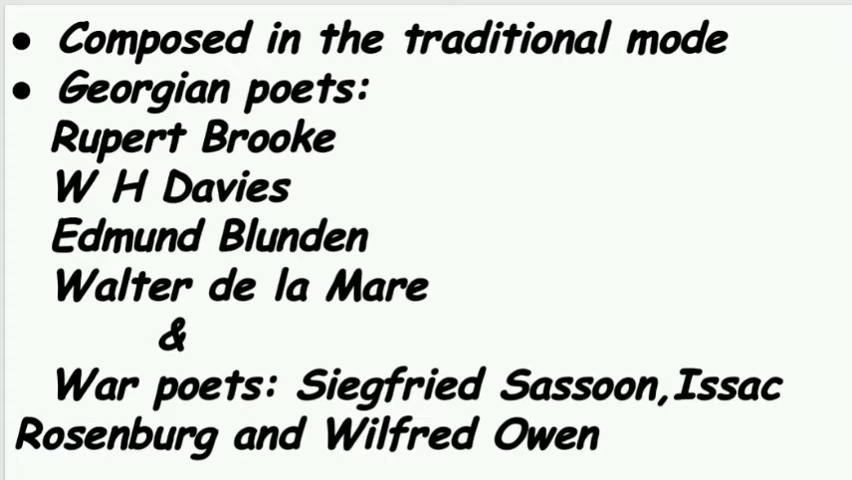 • Composed in the traditional mode
• Georgian poets:
Rupert Brooke
W H Davies
Edmund Blunden
Walter de la Mare
&
War poets: Siegfried Sassoon,Issac
Rosenburg and Wilfred Owen